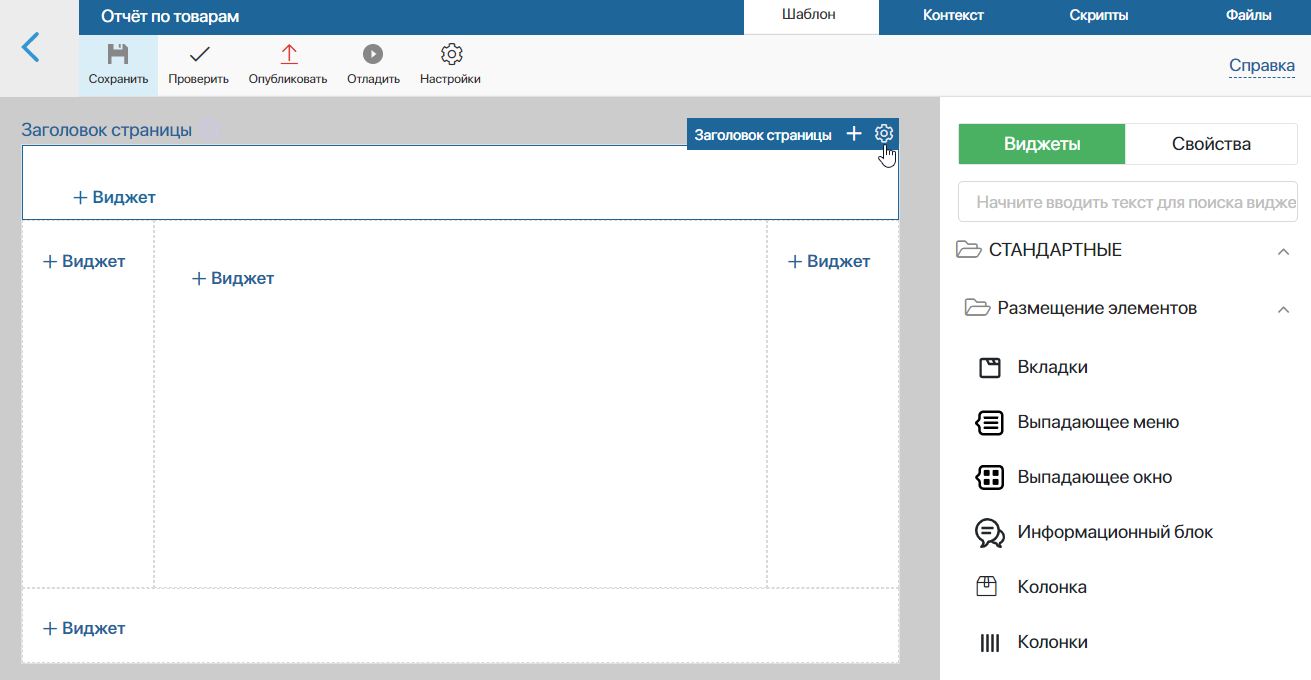 Отчёт по товарам
Шаблон
Контекст
Скрипты
Файлы
Сохранить
Проверить
Опубликовать
Отладить
Настройки
Справка
Заголовок страницы
Заголовок страницы
+ Виджет
+ Виджет
+ Виджет
+ Виджет
+ Виджет
Виджеты
Свойства
Начните вводить текст для поиска видже
СТАНДАРТНЫЕ
Размещение элементов
Вкладки
Выпадающее меню
Выпадающее окно
Информационный блок
Колонка
Колонки